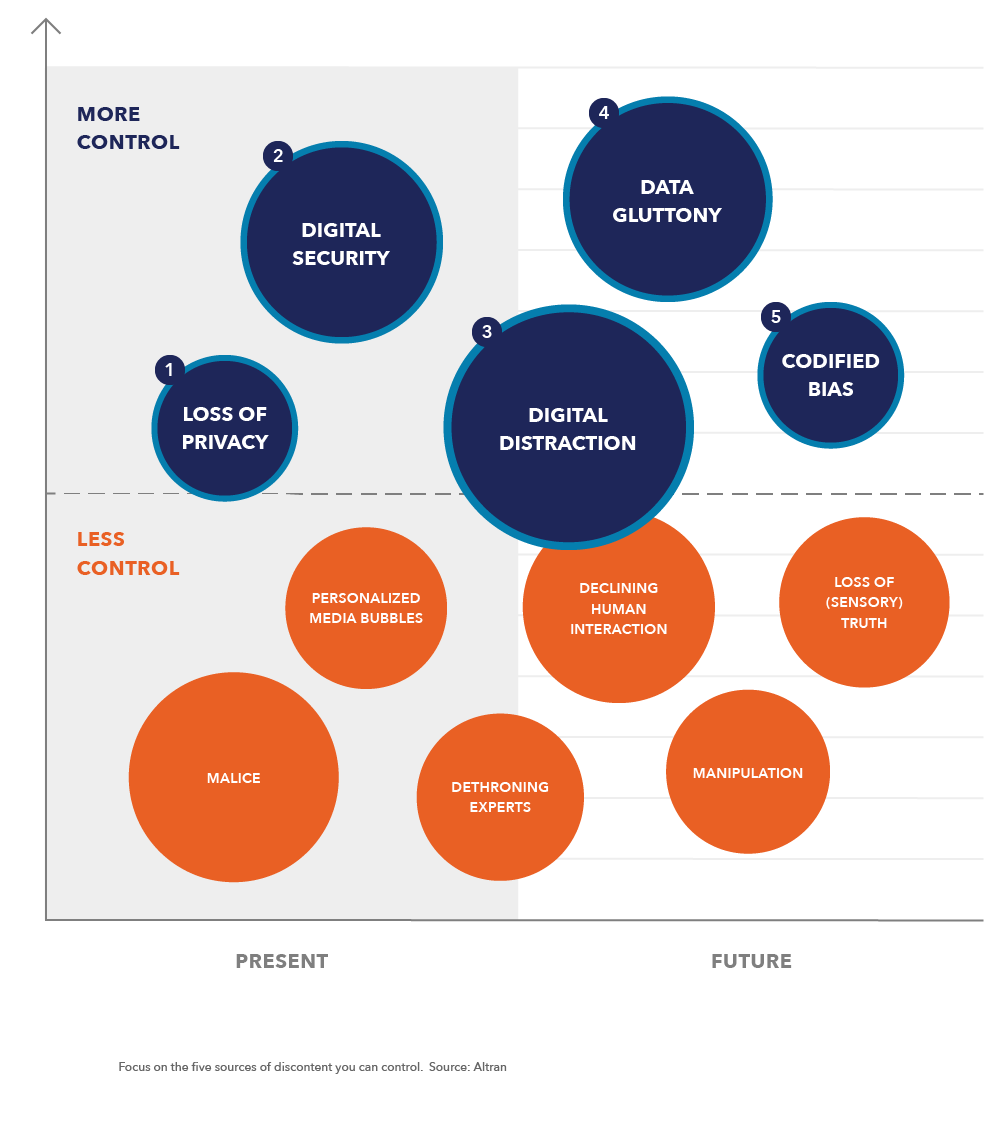 MORE
CONTROL
4
2
DATA
GLUTTONY
DIGITAL
SECURITY
5
3
CODIFIED
BIAS
1
LOSS OF
PRIVACY
DIGITAL
DISTRACTION
LESS
CONTROL
PERSONALIZED
MEDIA BUBBLES
DECLINING
HUMAN
INTERACTION
LOSS OF
(SENSORY)
TRUTH
MALICE
DETHRONING
EXPERTS
MANIPULATION
PRESENT
FUTURE
Focus on the five sources of discontent you can control.  Source: Altran